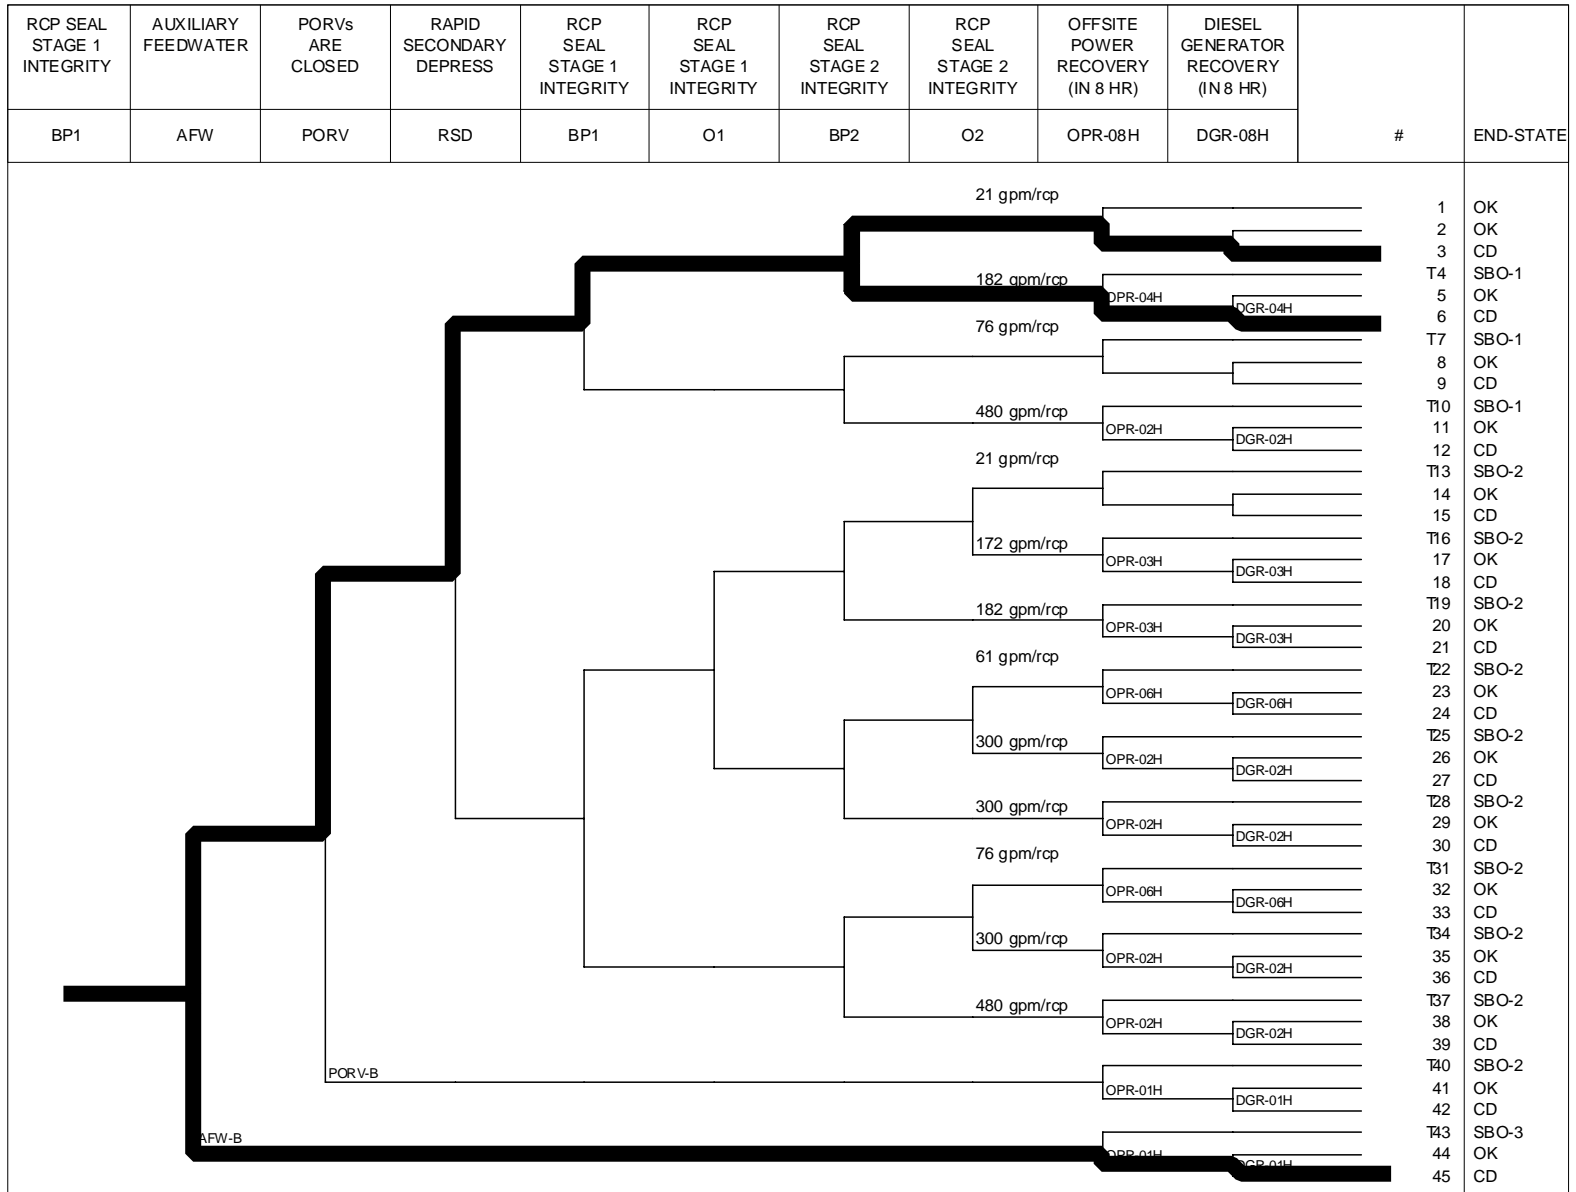 RCP SEAL
STAGE 1
INTEGRITY
AUXILIARY
FEEDWATER
PORVs
ARE
CLOSED
RAPID
SECONDARY
DEPRESS
RCP
SEAL
STAGE 1
INTEGRITY
RCP
SEAL
STAGE 1
INTEGRITY
RCP
SEAL
STAGE 2
INTEGRITY
RCP
SEAL
STAGE 2
INTEGRITY
OFFSITE
POWER
RECOVERY
(IN 8 HR)
DIESEL
GENERATOR
RECOVERY
(IN 8 HR)
BP1 AFW PORV RSD BP1 O1 BP2 O2 OPR-08H DGR-08H # END-STATE
21 gpm/rcp
1 OK
2 OK
3 CD
182 gpm/rcp
T4 SBO-1
OPR-04H
5 OK
DGR-04H
6 CD
76 gpm/rcp
T7 SBO-1
8 OK
9 CD
480 gpm/rcp
T10 SBO-1
OPR-02H
11 OK
DGR-02H
12 CD
21 gpm/rcp
T13 SBO-2
14 OK
15 CD
172 gpm/rcp
T16 SBO-2
OPR-03H
17 OK
DGR-03H
18 CD
182 gpm/rcp
T19 SBO-2
OPR-03H
20 OK
DGR-03H
21 CD
61 gpm/rcp
T22 SBO-2
OPR-06H
23 OK
DGR-06H
24 CD
300 gpm/rcp
T25 SBO-2
OPR-02H
26 OK
DGR-02H
27 CD
300 gpm/rcp
T28 SBO-2
OPR-02H
29 OK
DGR-02H
30 CD
76 gpm/rcp
T31 SBO-2
OPR-06H
32 OK
DGR-06H
33 CD
300 gpm/rcp
T34 SBO-2
OPR-02H
35 OK
DGR-02H
36 CD
480 gpm/rcp
T37 SBO-2
OPR-02H
38 OK
DGR-02H
39 CD
PORV-B
T40 SBO-2
OPR-01H
41 OK
DGR-01H
42 CD
AFW-B
T43 SBO-3
OPR-01H
44 OK
DGR-01H
45 CD